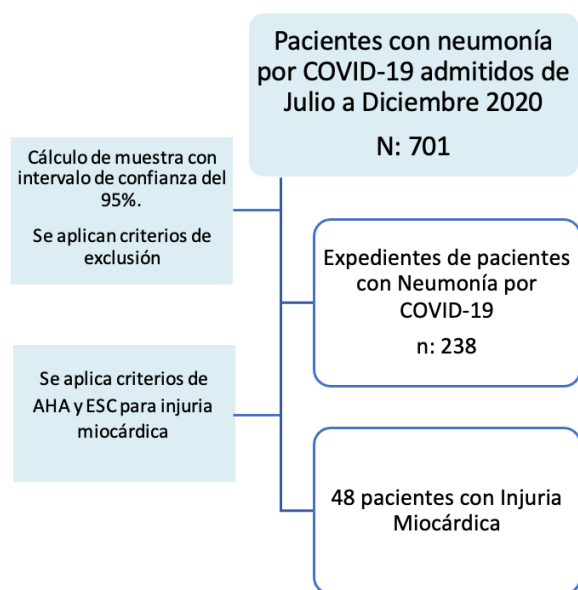 Pacientes con neumonía
por COVID-19 admitidos de
Julio a Diciembre 2020
N: 701
Cálculo de muestra con
intervalo de confianza del
95%.
Se aplican criterios de
exclusión
Expedientes de pacientes
con Neumonía por
COVID-19
n: 238
Se aplica criterios de
AHA y ESC para injuria
miocárdica
48 pacientes con Injuria
Miocárdica